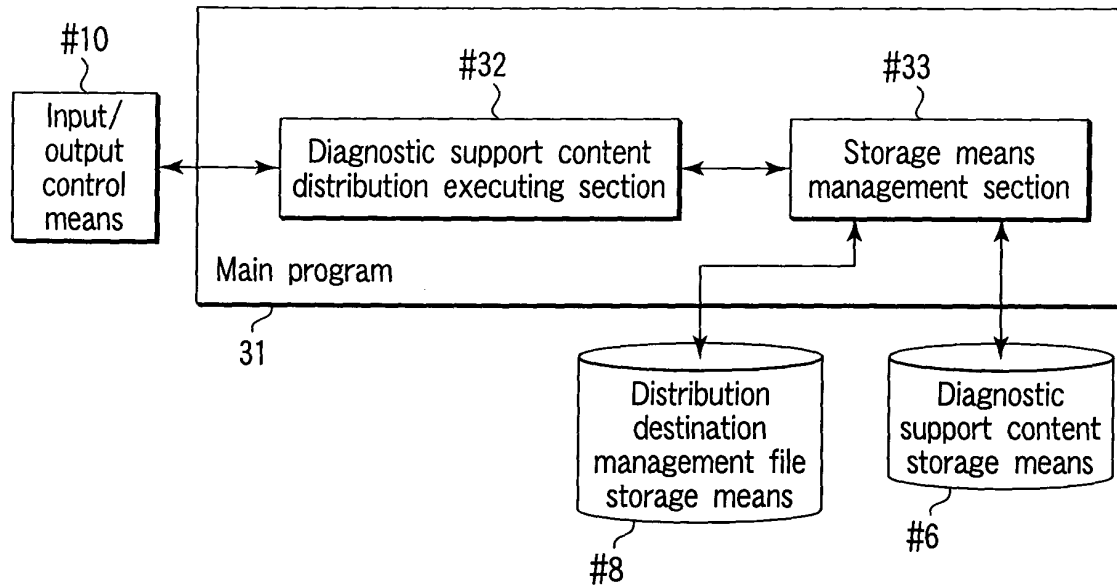 #10
Input/
output
control
means
#32
Diagnostic support content
distribution executing section
#33
Storage means
management section
Main program
31
Distribution
destination
management file
storage means
#8
Diagnostic
support content
storage means
#6